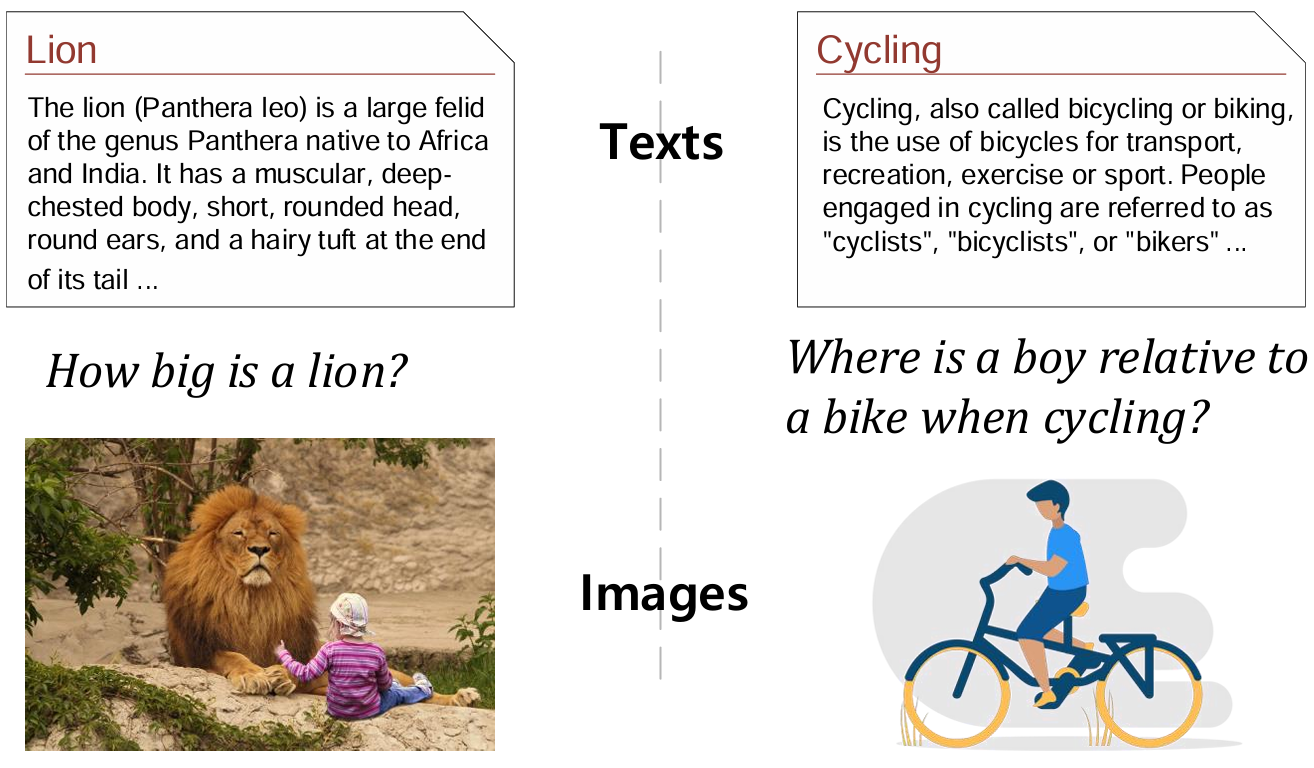 Lion
The lion (Panthera leo) is a large felid
of the genus Panthera native to Africa
and India. It has a muscular, deep-
chested body, short, rounded head,
round ears, and a hairy tuft at the end
of its tail ...
How big is a lion?
Texts
Images
Cycling
Cycling, also called bicycling or biking,
is the use of bicycles for transport,
recreation, exercise or sport. People
engaged in cycling are referred to as
"cyclists", "bicyclists", or "bikers" ...
Where is a boy relative to
a bike when cycling?